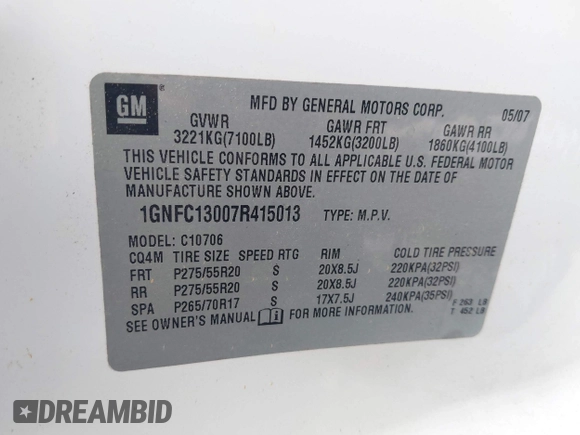 GM
MFD BY GENERAL MOTORS CORP. 05/07
GVWR GAWR FRT GAWR RR
3221KG(7100LB) 1452KG(3200LB) 1860KG(4100LB)
THIS VEHICLE CONFORMS TO ALL APPLICABLE U.S. FEDERAL MOTOR
VEHICLE SAFETY STANDARDS IN EFFECT ON THE DATE OF
MANUFACTURE SHOWN ABOVE.
1GNFC13007R415013 TYPE: M.P.V.
MODEL: C10706
CQ4M TIRE SIZE SPEED RTG RIM COLD TIRE PRESSURE
FRT P275/55R20 S 20X8.5J 220KPA(32PSI)
RR P275/55R20 S 20X8.5J 220KPA(32PSI)
SPA P265/70R17 S 17X7.5J 240KPA(35PSI)
F 263 LB
T 452 LB
SEE OWNER'S MANUAL i FOR MORE INFORMATION.
DREAMBID